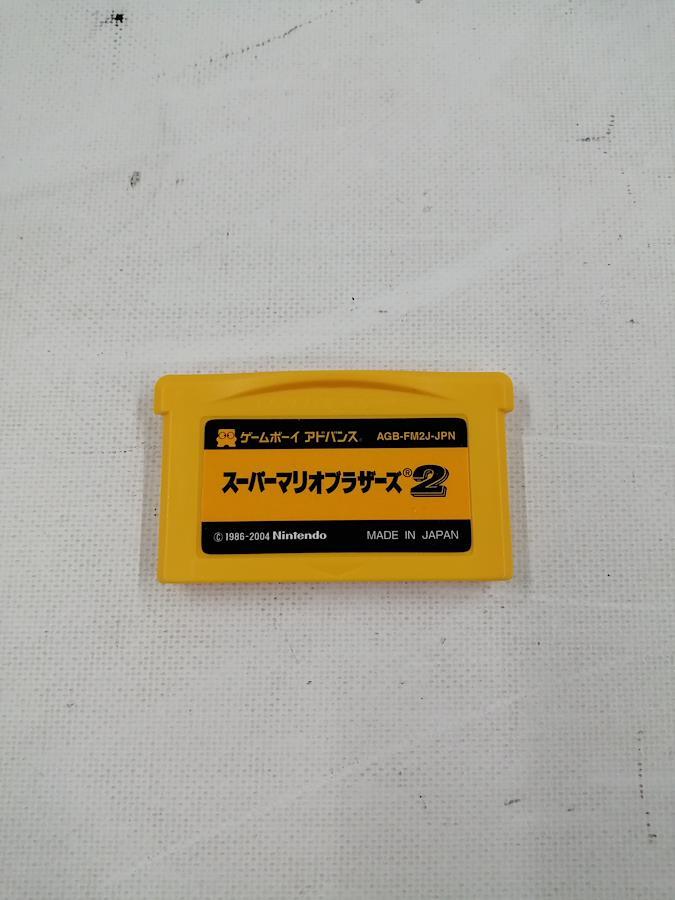 ゲームボーイ アドバンス® AGB-FM2J-JPN
スーパーマリオブラザーズ®2
© 1986-2004 Nintendo MADE IN JAPAN